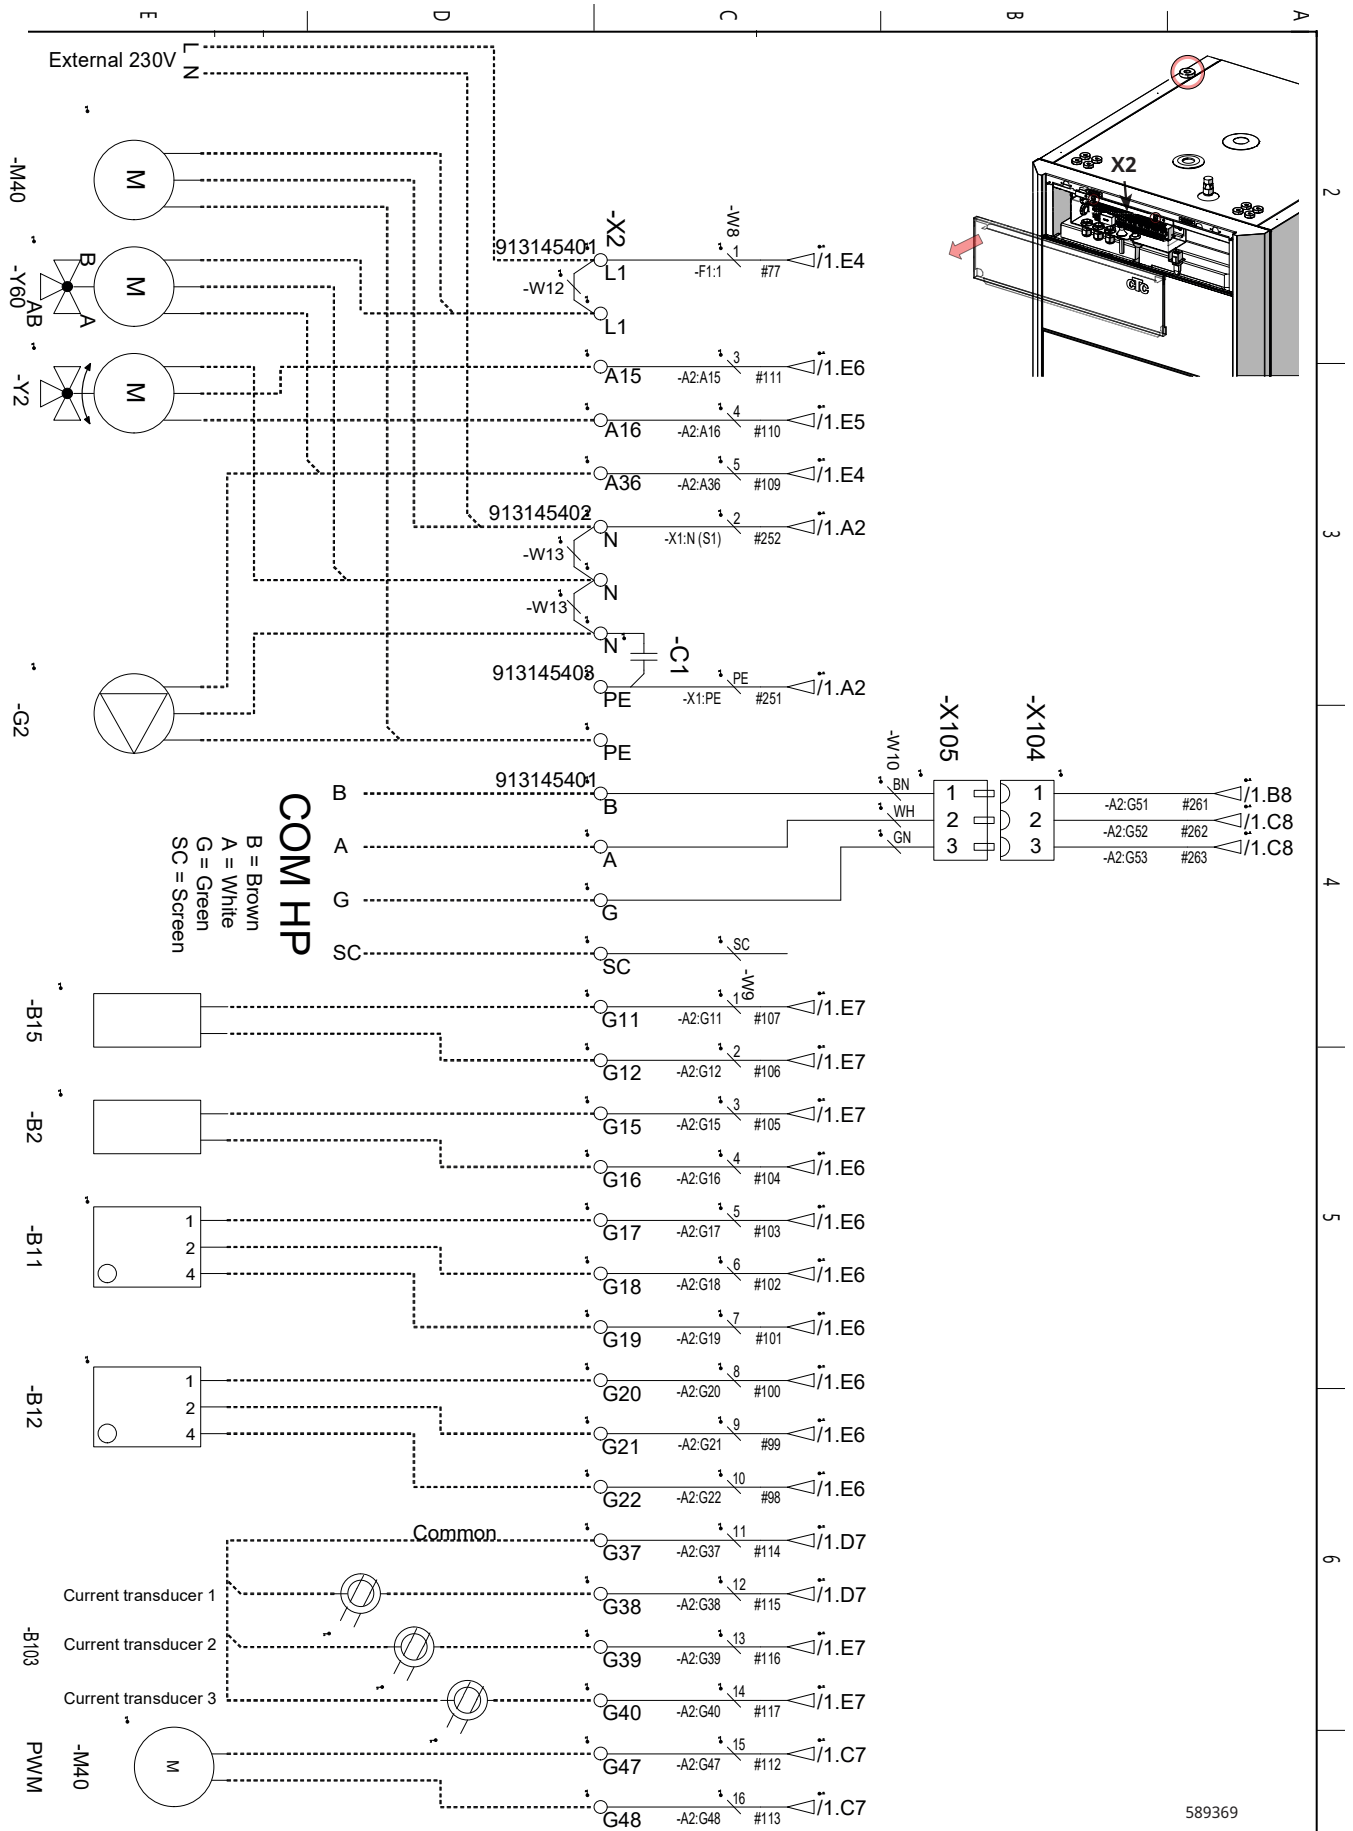 E D C B A
External 230V L
N
X2
2
-M40
M
-X2
-W8
913145401
L1
-F1:1
1
#77
/1.E4
-Y60
B
A
AB
M
-W12
L1
-Y2
M
A15
-A2:A15
3
#111
/1.E6
A16
-A2:A16
4
#110
/1.E5
A36
-A2:A36
5
#109
/1.E4
913145402
N
-X1:N (S1)
2
#252
/1.A2
3
-W13
N
-W13
N
-C1
-G2
913145403
PE
-X1:PE
PE
#251
/1.A2
PE
-W10
-X105
-X104
COM HP
B = Brown
A = White
G = Green
SC = Screen
B
913145401
B
BN
1
1
-A2:G51
#261
/1.B8
WH
2
2
-A2:G52
#262
/1.C8
A
A
GN
3
3
-A2:G53
#263
/1.C8
4
G
G
SC
SC
SC
-W9
-B15
G11
-A2:G11
1
#107
/1.E7
G12
-A2:G12
2
#106
/1.E7
-B2
G15
-A2:G15
3
#105
/1.E7
G16
-A2:G16
4
#104
/1.E6
5
-B11
1
2
4
G17
-A2:G17
5
#103
/1.E6
G18
-A2:G18
6
#102
/1.E6
G19
-A2:G19
7
#101
/1.E6
-B12
1
2
4
G20
-A2:G20
8
#100
/1.E6
G21
-A2:G21
9
#99
/1.E6
G22
-A2:G22
10
#98
/1.E6
6
Common
G37
-A2:G37
11
#114
/1.D7
-B103
Current transducer 1
G38
-A2:G38
12
#115
/1.D7
Current transducer 2
G39
-A2:G39
13
#116
/1.E7
Current transducer 3
G40
-A2:G40
14
#117
/1.E7
PWM
-M40
M
G47
-A2:G47
15
#112
/1.C7
G48
-A2:G48
16
#113
/1.C7
589369